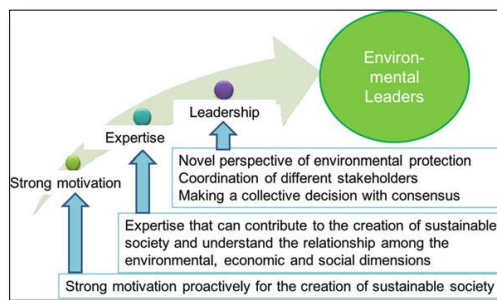 Environ-
mental
Leaders
Leadership
Expertise
Strong motivation
Novel perspective of environmental protection
Coordination of different stakeholders
Making a collective decision with consensus
Expertise that can contribute to the creation of sustainable
society and understand the relationship among the
environmental, economic and social dimensions
Strong motivation proactively for the creation of sustainable society